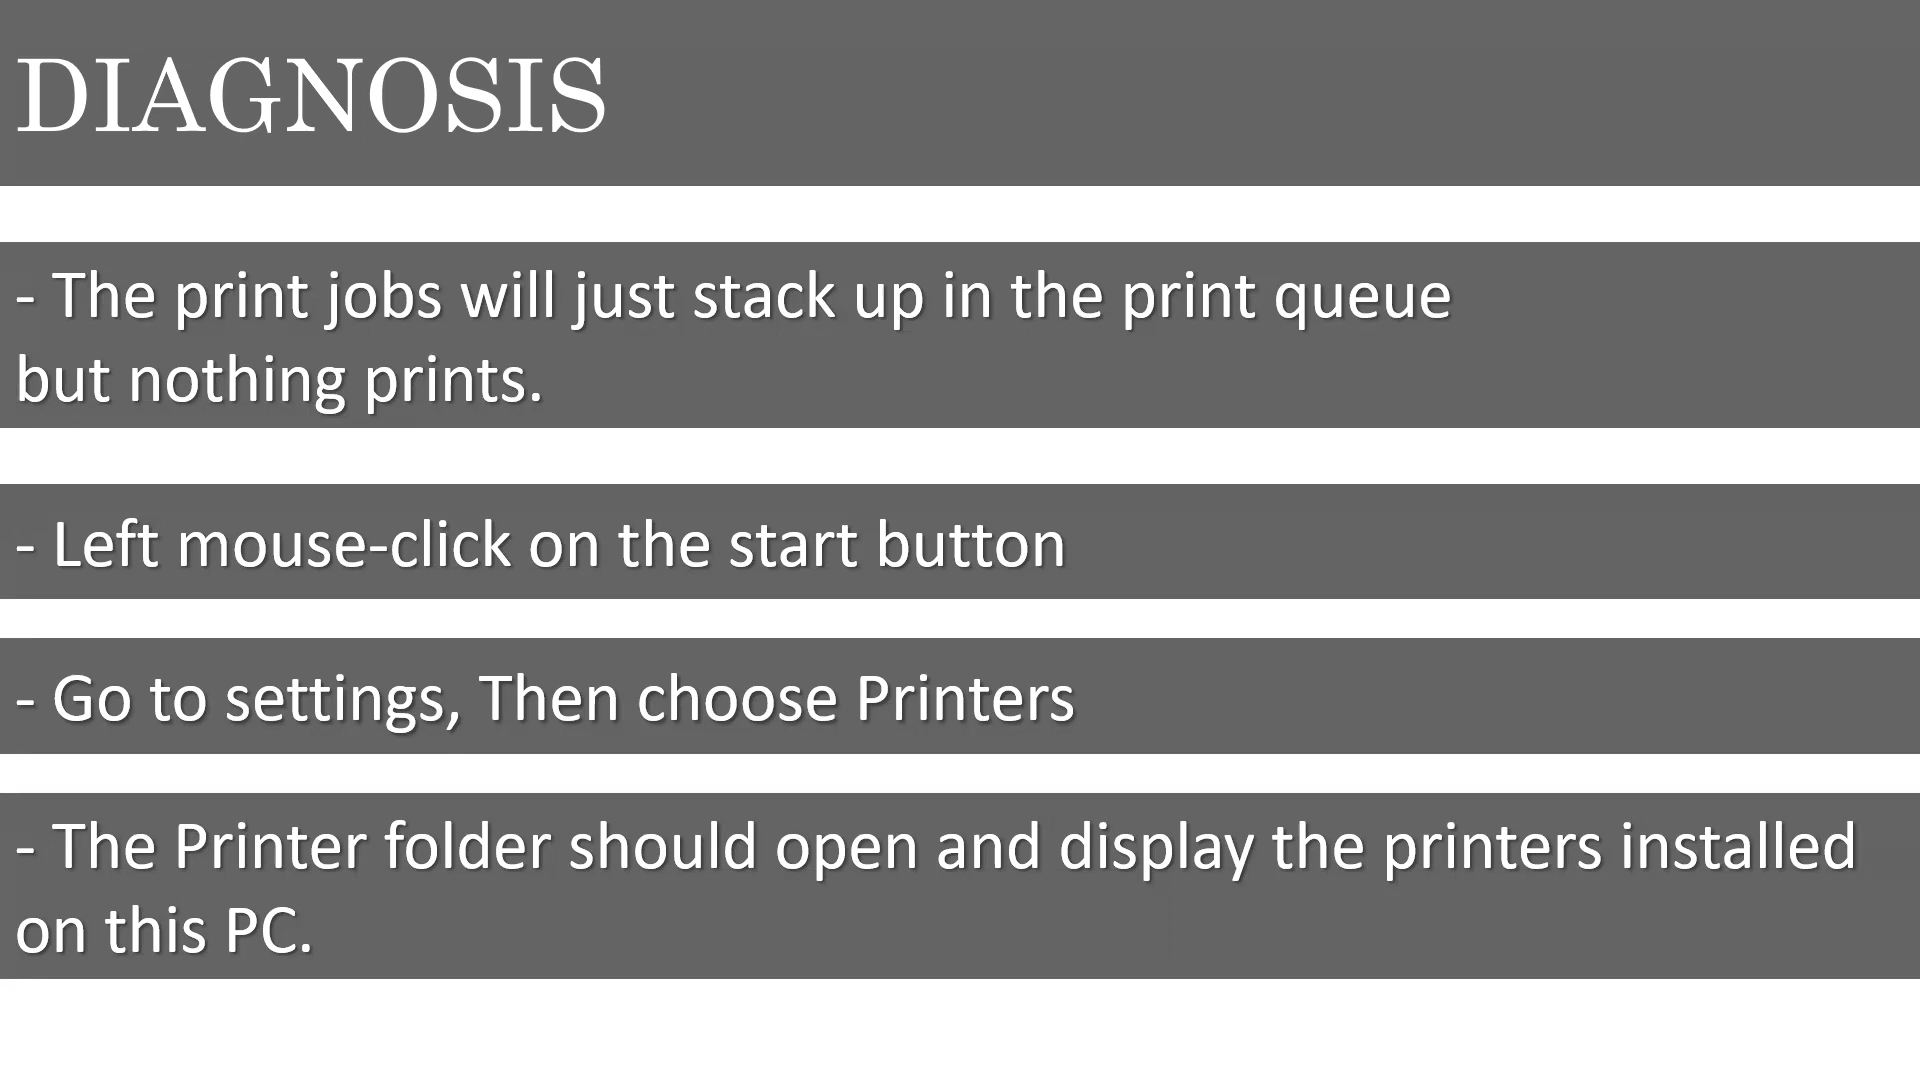 DIAGNOSIS
- The print jobs will just stack up in the print queue
but nothing prints.
- Left mouse-click on the start button
- Go to settings, Then choose Printers
- The Printer folder should open and display the printers installed
on this PC.